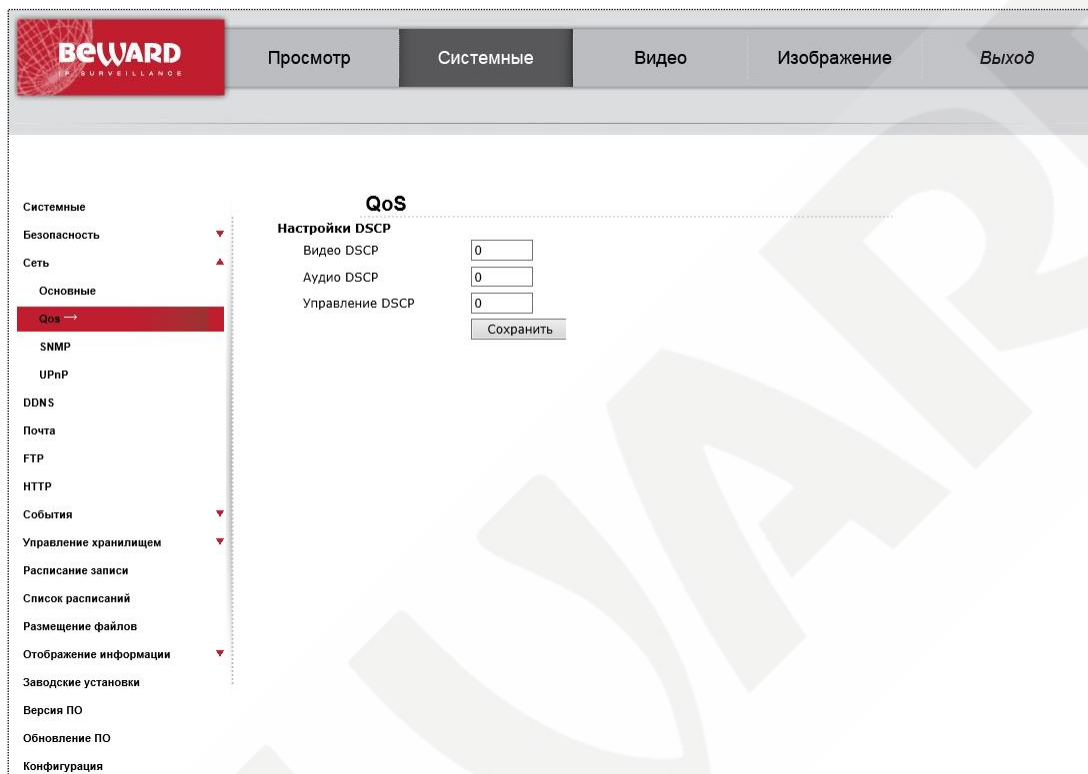 BEWARD
IP SURVEILLANCE
Просмотр
Системные
Видео
Изображение
Выход
Системные
Безопасность
Сеть
Основные
Qos →
SNMP
UPnP
DDNS
Почта
FTP
HTTP
События
Управление хранилищем
Расписание записи
Список расписаний
Размещение файлов
Отображение информации
Заводские установки
Версия ПО
Обновление ПО
Конфигурация
QoS
Настройки DSCP
Видео DSCP 0
Аудио DSCP 0
Управление DSCP 0
Сохранить